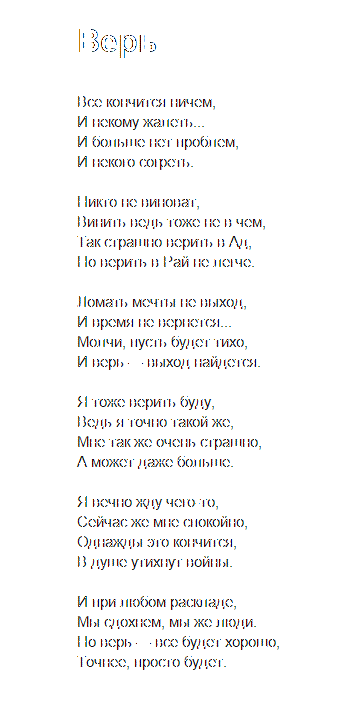 Верь
Все кончится ничем,
И некому жалеть...
И больше нет проблем,
И некого согреть.
Никто не виноват,
Винить ведь тоже не в чем,
Так страшно верить в Ад,
Но верить в Рай не легче.
Ломать мечты не выход,
И время не вернется...
Молчи, пусть будет тихо,
И верь — выход найдется.
Я тоже верить буду,
Ведь я точно такой же,
Мне так же очень страшно,
А может даже больше.
Я вечно жду чего-то,
Сейчас же мне спокойно,
Однажды это кончится,
В душе утихнут войны.
И при любом раскладе,
Мы сдохнем, мы же люди.
Но верь — все будет хорошо,
Точнее, просто будет.